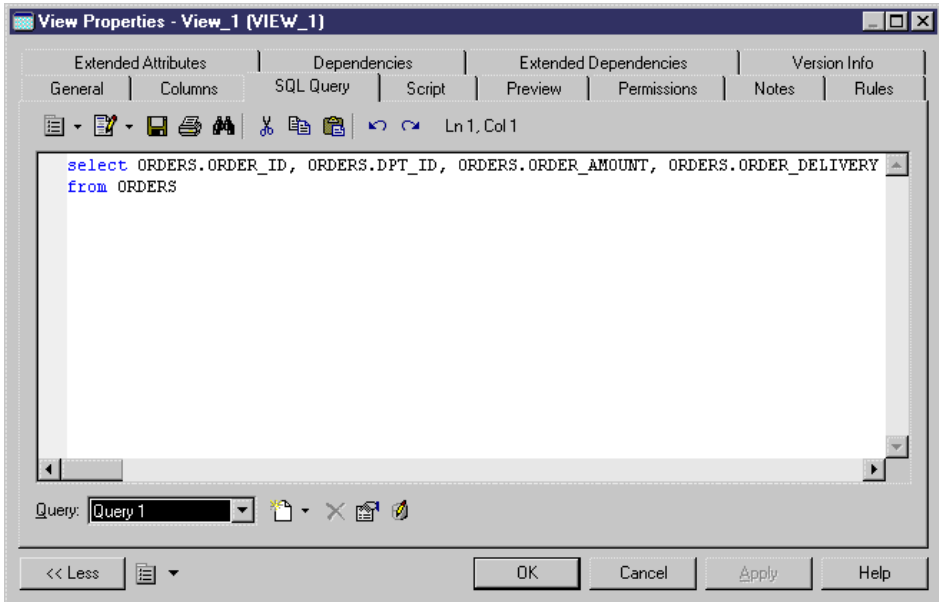 View Properties - View_1 (VIEW_1)
Extended Attributes Dependencies Extended Dependencies Version Info
General Columns SQL Query Script Preview Permissions Notes Rules
Ln 1, Col 1
select ORDERS.ORDER_ID, ORDERS.DPT_ID, ORDERS.ORDER_AMOUNT, ORDERS.ORDER_DELIVERY
from ORDERS
Query: Query 1
<< Less OK Cancel Apply Help